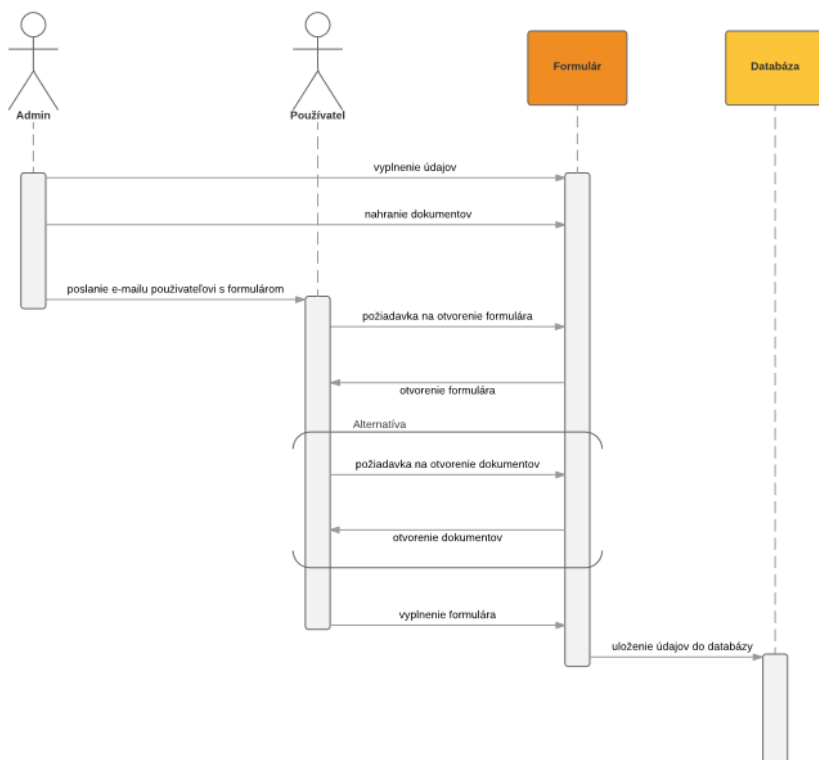 Admin
Používateľ
Formulár
Databáza
vyplnenie údajov
nahranie dokumentov
poslanie e-mailu použivateľovi s formulárom
požiadavka na otvorenie formulára
otvorenie formulára
Alternatíva
požiadavka na otvorenie dokumentov
otvorenie dokumentov
vyplnenie formulára
uloženie údajov do databázy